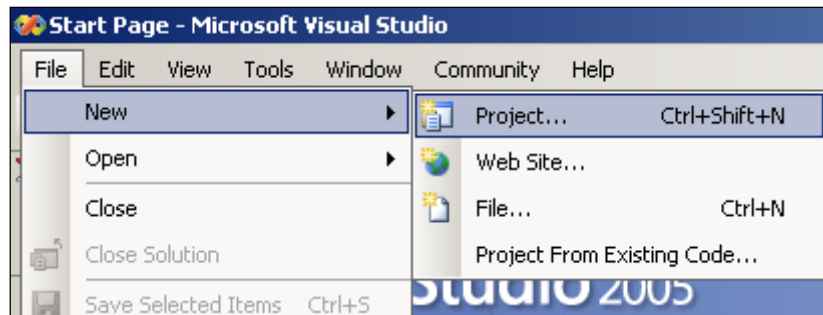 Start Page - Microsoft Visual Studio
File Edit View Tools Window Community Help
New
Project... Ctrl+Shift+N
Open
Web Site...
Close
File... Ctrl+N
Close Solution
Project From Existing Code...
Save Selected Items Ctrl+S
Studio 2005